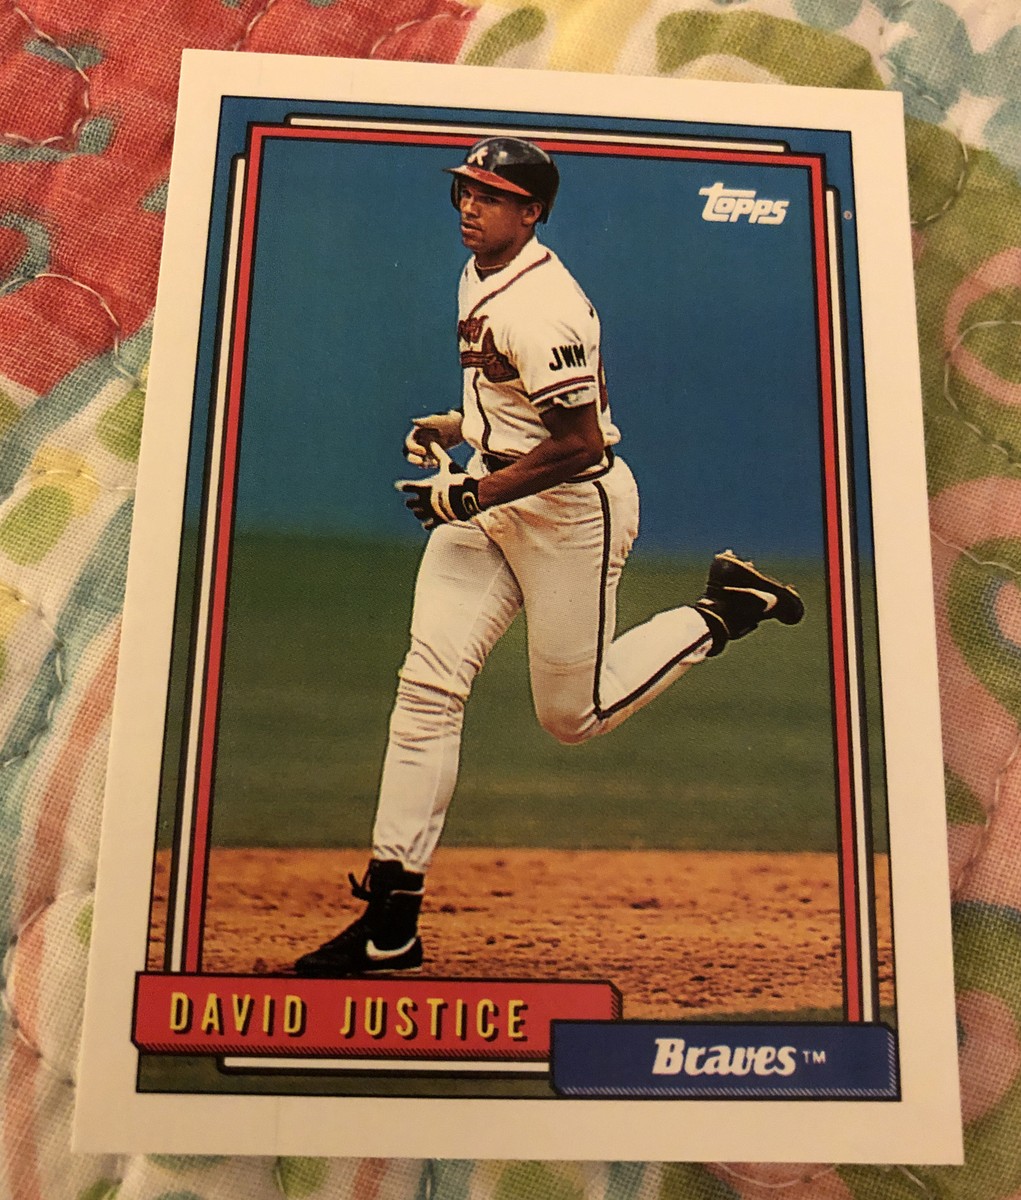 topps
JWM
DAVID JUSTICE
Braves™